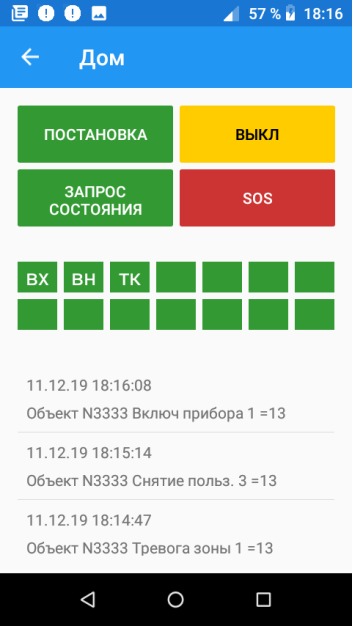 57 % 18:16
Дом
ПОСТАНОВКА
ВЫКЛ
ЗАПРОС
СОСТОЯНИЯ
SOS
ВХ ВН ТК
11.12.19 18:16:08
Объект N3333 Включ прибора 1 =13
11.12.19 18:15:14
Объект N3333 Снятие польз. 3 =13
11.12.19 18:14:47
Объект N3333 Тревога зоны 1 =13